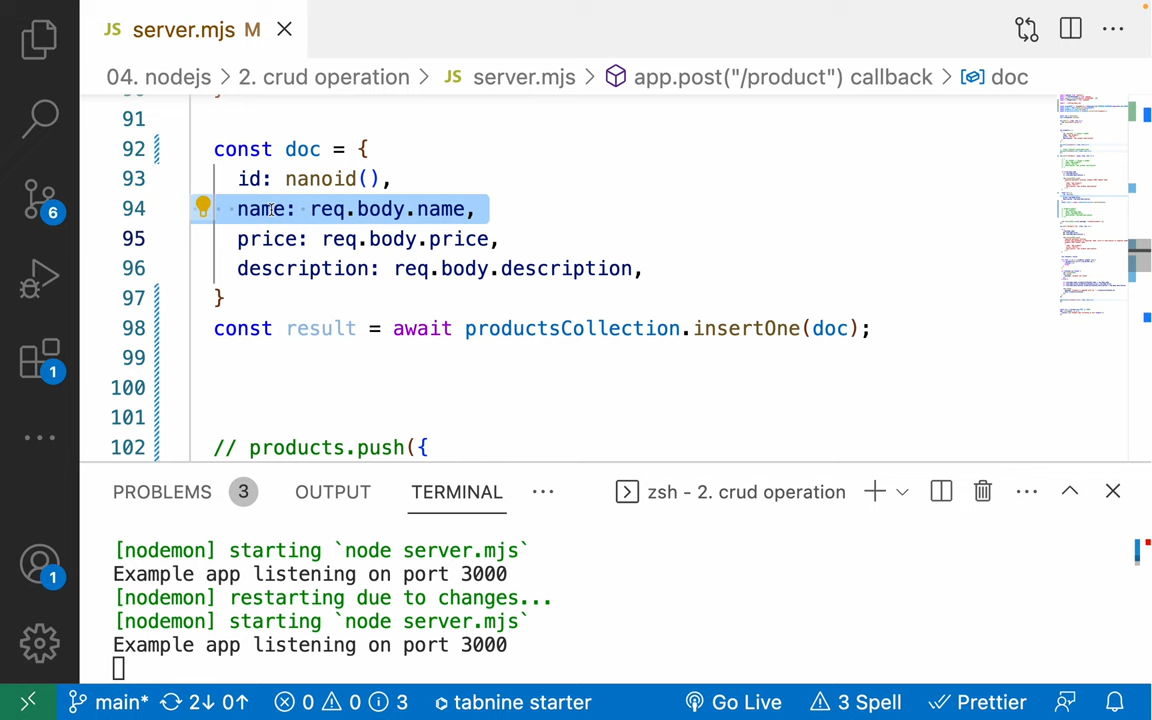 JS server.mjs M
04. nodejs > 2. crud operation > JS server.mjs > app.post("/product") callback > doc
91
92 const doc = {
93 id: nanoid(),
94 name: req.body.name,
95 price: req.body.price,
96 description: req.body.description,
97 }
98 const result = await productsCollection.insertOne(doc);
99
100
101
102 // products.push({
6
1
1
PROBLEMS 3 OUTPUT TERMINAL ... zsh - 2. crud operation
[nodemon] starting `node server.mjs`
Example app listening on port 3000
[nodemon] restarting due to changes...
[nodemon] starting `node server.mjs`
Example app listening on port 3000
main* 2↓ 0↑ 0 0 3 tabnine starter Go Live 3 Spell Prettier